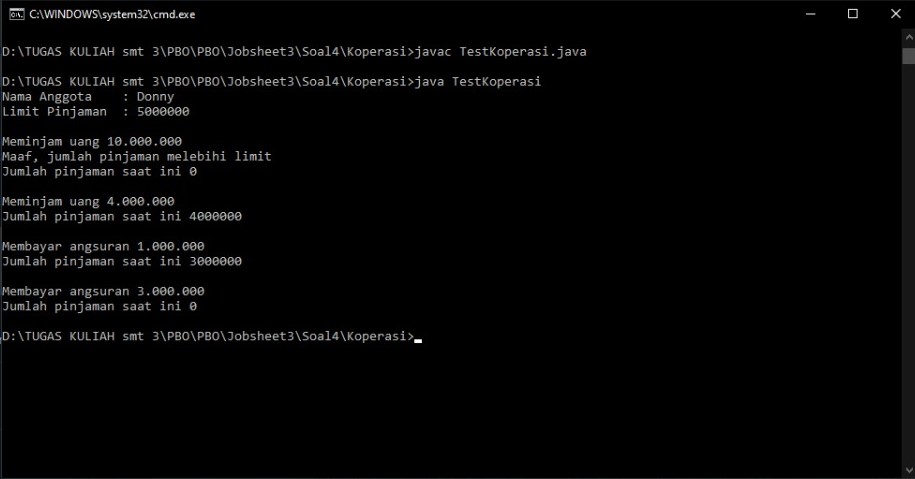 C:\WINDOWS\system32\cmd.exe
D:\TUGAS KULIAH smt 3\PBO\PBO\Jobsheet3\Soal4\Koperasi>javac TestKoperasi.java
D:\TUGAS KULIAH smt 3\PBO\PBO\Jobsheet3\Soal4\Koperasi>java TestKoperasi
Nama Anggota    : Donny
Limit Pinjaman  : 5000000
Meminjam uang 10.000.000
Maaf, jumlah pinjaman melebihi limit
Jumlah pinjaman saat ini 0
Meminjam uang 4.000.000
Jumlah pinjaman saat ini 4000000
Membayar angsuran 1.000.000
Jumlah pinjaman saat ini 3000000
Membayar angsuran 3.000.000
Jumlah pinjaman saat ini 0
D:\TUGAS KULIAH smt 3\PBO\PBO\Jobsheet3\Soal4\Koperasi>